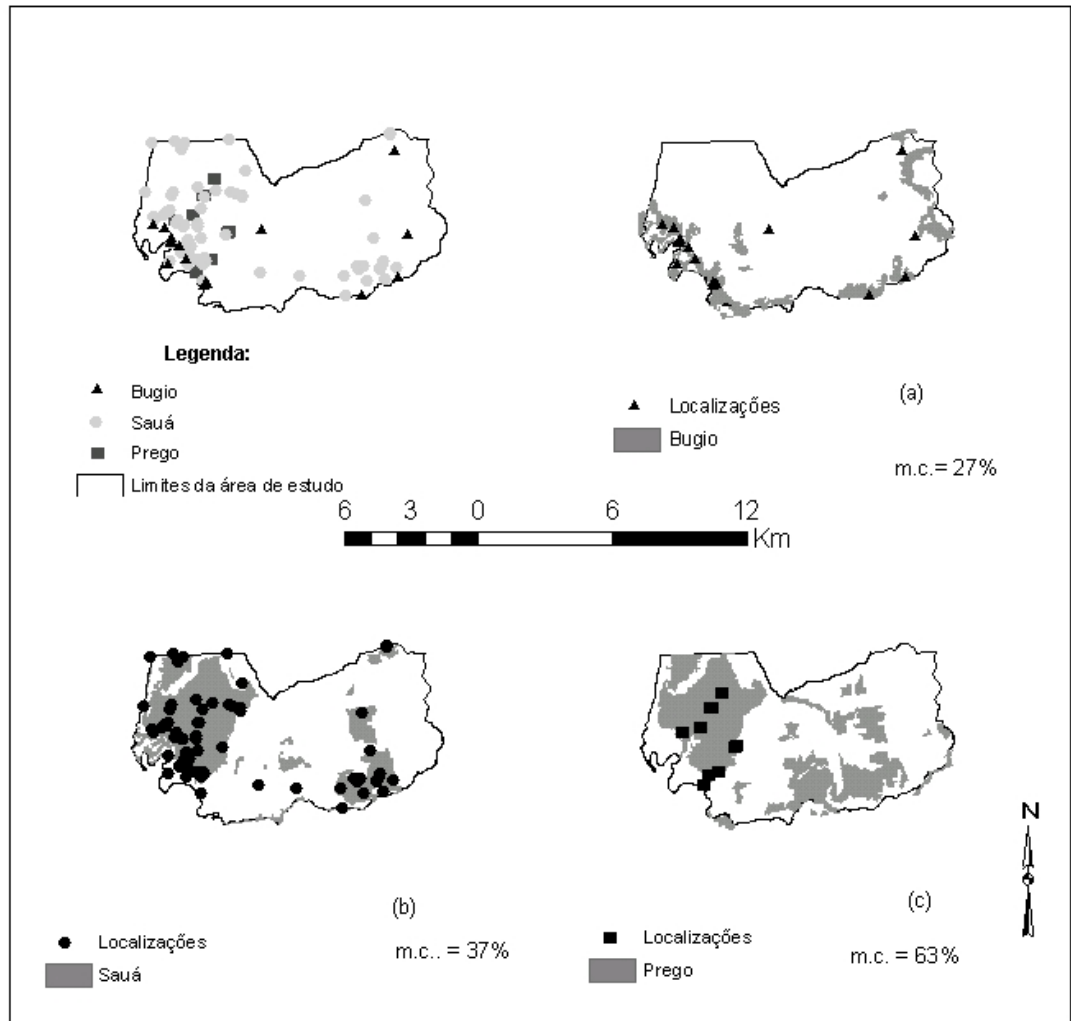 Legenda:
Bugio
Sauá
Prego
Limites da área de estudo
(a)
Localizações
Bugio
m.c.= 27%
6 3 0 6 12
Km
(b)
Localizações
Sauá
m.c.. = 37%
(c)
Localizações
Prego
m.c. = 63%
N